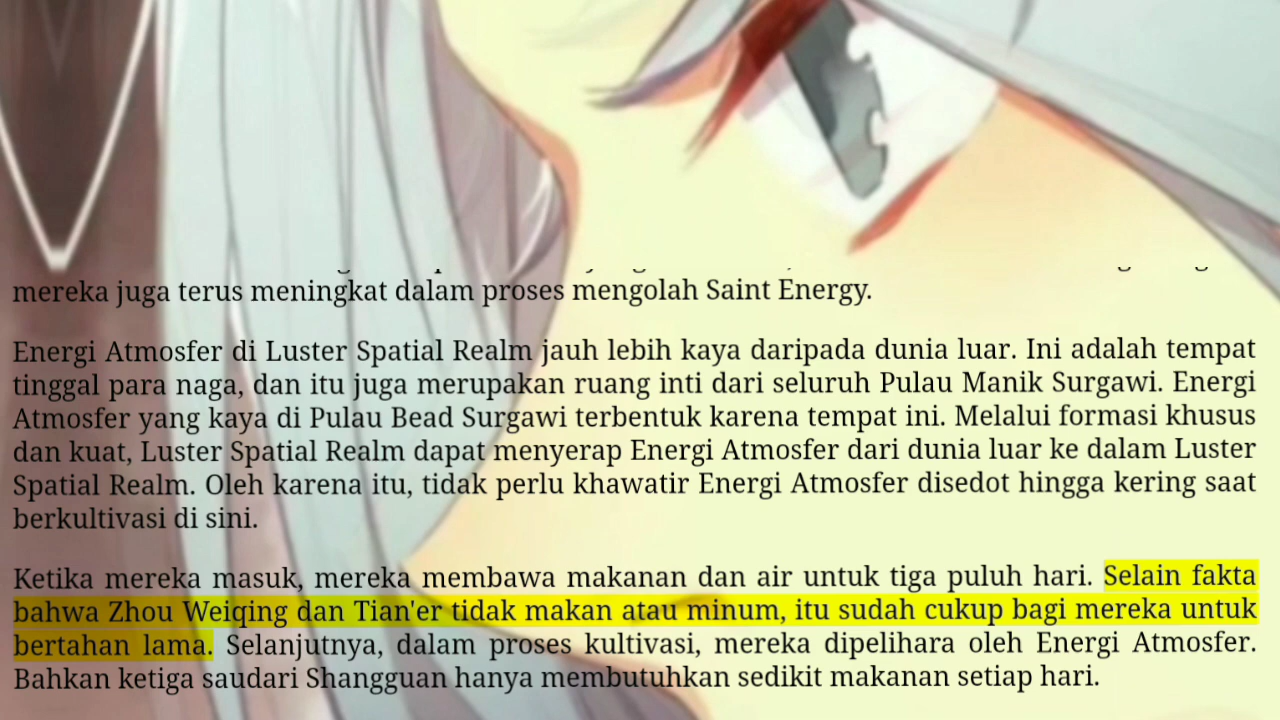 mereka juga terus meningkat dalam proses mengolah Saint Energy.
Energi Atmosfer di Luster Spatial Realm jauh lebih kaya daripada dunia luar. Ini adalah tempat
tinggal para naga, dan itu juga merupakan ruang inti dari seluruh Pulau Manik Surgawi. Energi
Atmosfer yang kaya di Pulau Bead Surgawi terbentuk karena tempat ini. Melalui formasi khusus
dan kuat, Luster Spatial Realm dapat menyerap Energi Atmosfer dari dunia luar ke dalam Luster
Spatial Realm. Oleh karena itu, tidak perlu khawatir Energi Atmosfer disedot hingga kering saat
berkultivasi di sini.
Ketika mereka masuk, mereka membawa makanan dan air untuk tiga puluh hari. Selain fakta
bahwa Zhou Weiqing dan Tian'er tidak makan atau minum, itu sudah cukup bagi mereka untuk
bertahan lama. Selanjutnya, dalam proses kultivasi, mereka dipelihara oleh Energi Atmosfer.
Bahkan ketiga saudari Shangguan hanya membutuhkan sedikit makanan setiap hari.